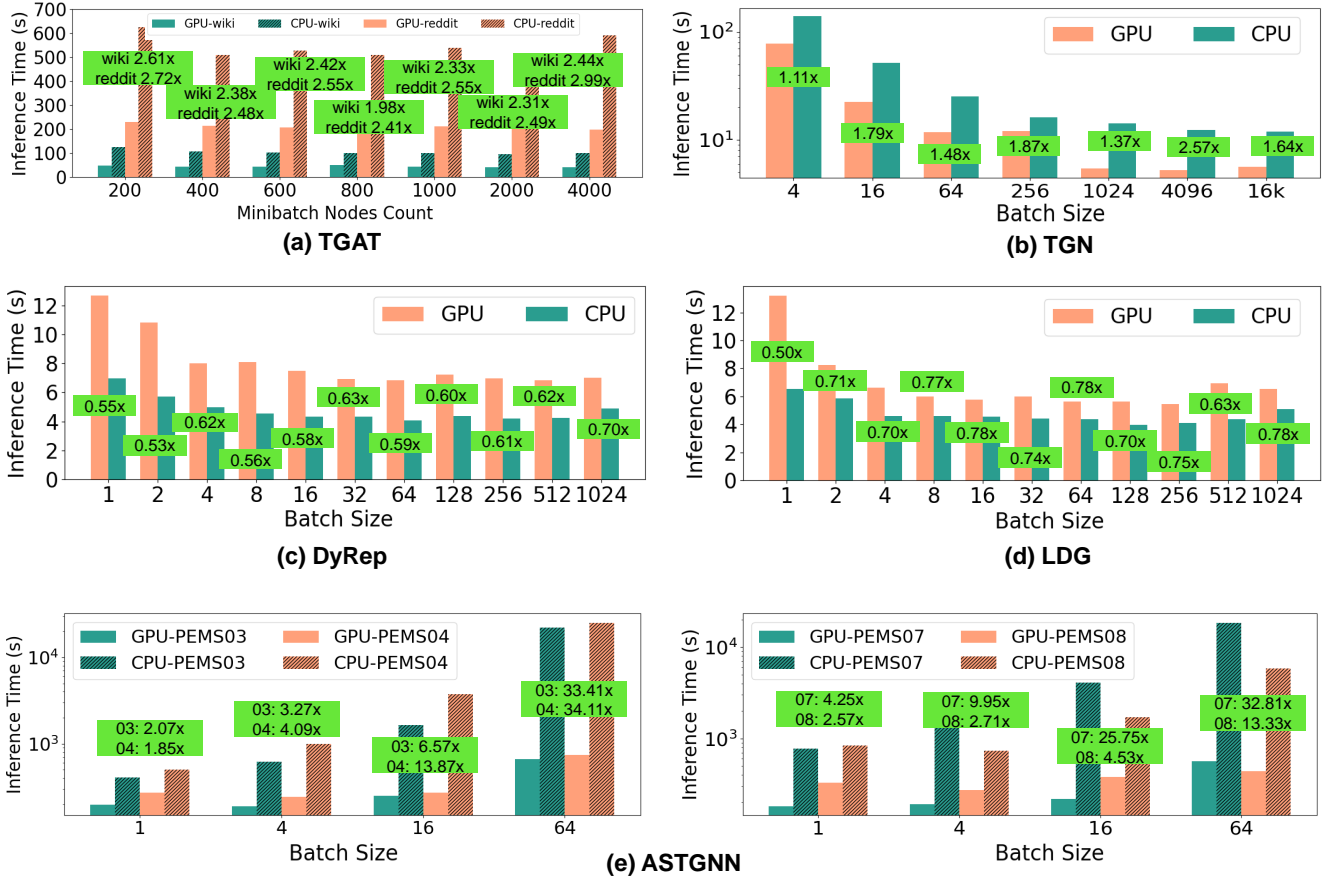 GPU-wiki CPU-wiki GPU-reddit CPU-reddit
Inference Time (s)
700
600
500
400
300
200
100
0
wiki 2.61x
reddit 2.72x
wiki 2.38x
reddit 2.48x
wiki 2.42x
reddit 2.55x
wiki 1.98x
reddit 2.41x
wiki 2.33x
reddit 2.55x
wiki 2.31x
reddit 2.49x
wiki 2.44x
reddit 2.99x
200 400 600 800 1000 2000 4000
Minibatch Nodes Count
(a) TGAT
GPU CPU
Inference Time (s)
10²
10¹
1.11x
1.79x
1.48x
1.87x
1.37x
2.57x
1.64x
4 16 64 256 1024 4096 16k
Batch Size
(b) TGN
GPU CPU
Inference Time (s)
12
10
8
6
4
2
0
0.55x
0.53x
0.62x
0.56x
0.58x
0.63x
0.59x
0.60x
0.61x
0.62x
0.70x
1 2 4 8 16 32 64 128 256 512 1024
Batch Size
(c) DyRep
GPU CPU
Inference Time (s)
12
10
8
6
4
2
0
0.50x
0.71x
0.70x
0.77x
0.78x
0.74x
0.78x
0.70x
0.75x
0.63x
0.78x
1 2 4 8 16 32 64 128 256 512 1024
Batch Size
(d) LDG
GPU-PEMS03 GPU-PEMS04
CPU-PEMS03 CPU-PEMS04
Inference Time (s)
10⁴
10³
03: 2.07x
04: 1.85x
03: 3.27x
04: 4.09x
03: 6.57x
04: 13.87x
03: 33.41x
04: 34.11x
1 4 16 64
Batch Size
GPU-PEMS07 GPU-PEMS08
CPU-PEMS07 CPU-PEMS08
Inference Time (s)
10⁴
10³
07: 4.25x
08: 2.57x
07: 9.95x
08: 2.71x
07: 25.75x
08: 4.53x
07: 32.81x
08: 13.33x
1 4 16 64
Batch Size
(e) ASTGNN